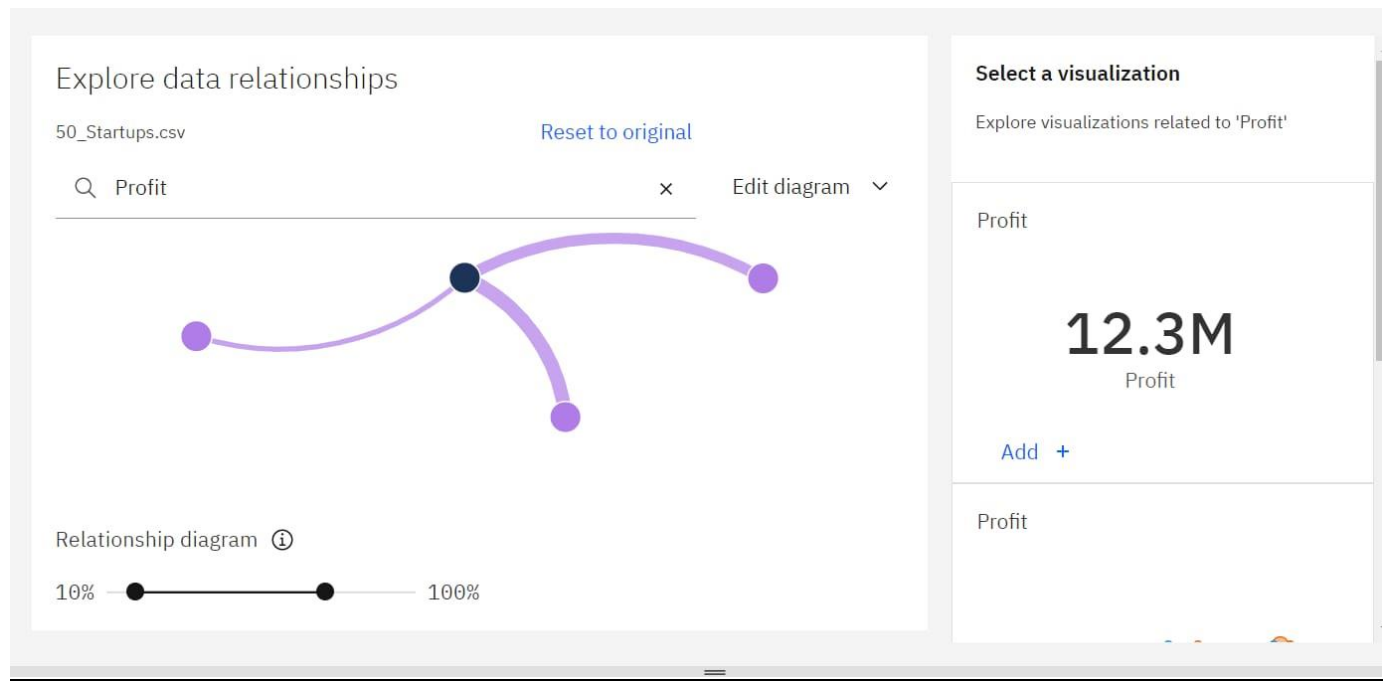 Explore data relationships
50_Startups.csv
Reset to original
Profit
Edit diagram
Relationship diagram
10%
100%
Select a visualization
Explore visualizations related to 'Profit'
Profit
12.3M
Profit
Add +
Profit